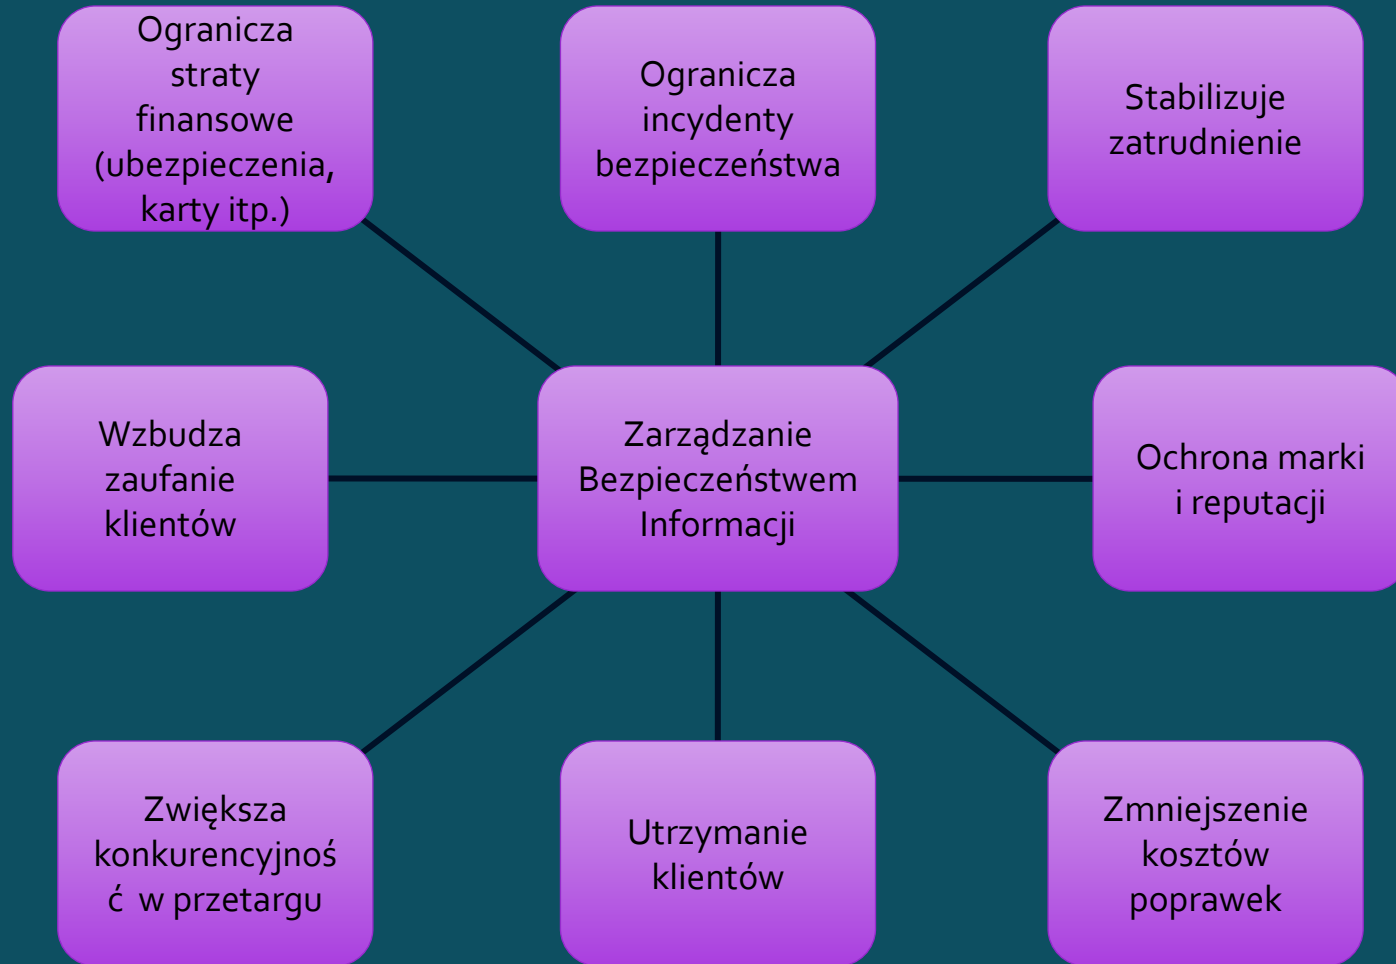 Ogranicza
straty
finansowe
(ubezpieczenia,
karty itp.)
Ogranicza
incydenty
bezpieczeństwa
Stabilizuje
zatrudnienie
Wzbudza
zaufanie
klientów
Zarządzanie
Bezpieczeństwem
Informacji
Ochrona marki
i reputacji
Zwiększa
konkurencyjnoś
ć w przetargu
Utrzymanie
klientów
Zmniejszenie
kosztów
poprawek